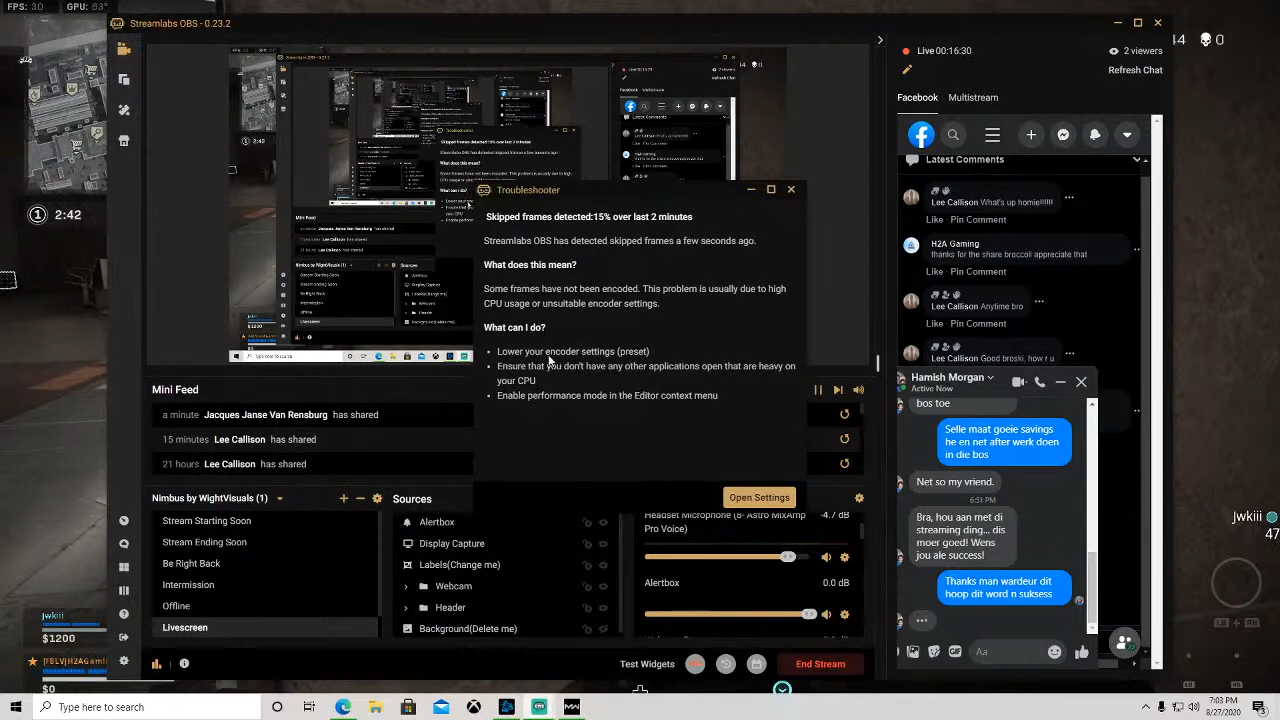 FPS: 30 GPU: 63°
Streamlabs OBS - 0.23.2
Live 00:16:30
2 viewers
14
0
Refresh Chat
Facebook
Latest Comments
Lee Callison What's up homie!!!!!!
Like · Pin Comment
H2A Gaming
thanks for the share broccoli appreciate that
Like · Pin Comment
Lee Callison Anytime bro
Like · Pin Comment
Lee Callison Good broski, how r u
Hamish Morgan
Active Now
bos toe
Selle maat goeie savings
he en net after werk doen
in die bos
Net so my vriend.
6:51 PM
Bra, hou aan met di
streaming ding... dis
moer goed! Wens
jou ale success!
Thanks man wardeur dit
hoop dit word n suksess
Aa
22
1 2:42
Troubleshooter
Skipped frames detected:15% over last 2 minutes
Streamlabs OBS has detected skipped frames a few second ago.
What does this mean?
Some frames have not been encoded. This problem is usually due to high
CPU usage or unsuitable encoder settings.
What can I do?
Lower your encoder settings (preset)
Ensure that you don't have any other applications open that are heavy on
your CPU
Enable performance mode in the Editor context menu
Open Settings
Mini Feed
a minute Jacques Janse Van Rensburg has shared
15 minutes Lee Callison has shared
21 hours Lee Callison has shared
Nimbus by WightVisuals (1)
Stream Starting Soon
Stream Ending Soon
Be Right Back
Intermission
Offline
Livescreen
Sources
Alertbox
Display Capture
Labels(Change me)
Webcam
Header
Background(Delete me)
Headset Microphone (8- Astro MixAmp
Pro Voice)
-4.7 dB
Alertbox
0.0 dB
Test Widgets
End Stream
Jwkiii
$1200
[FBLV]H2AGami
$0
Jwkiii
47
Type here to search
7:03 PM
8/27/2020